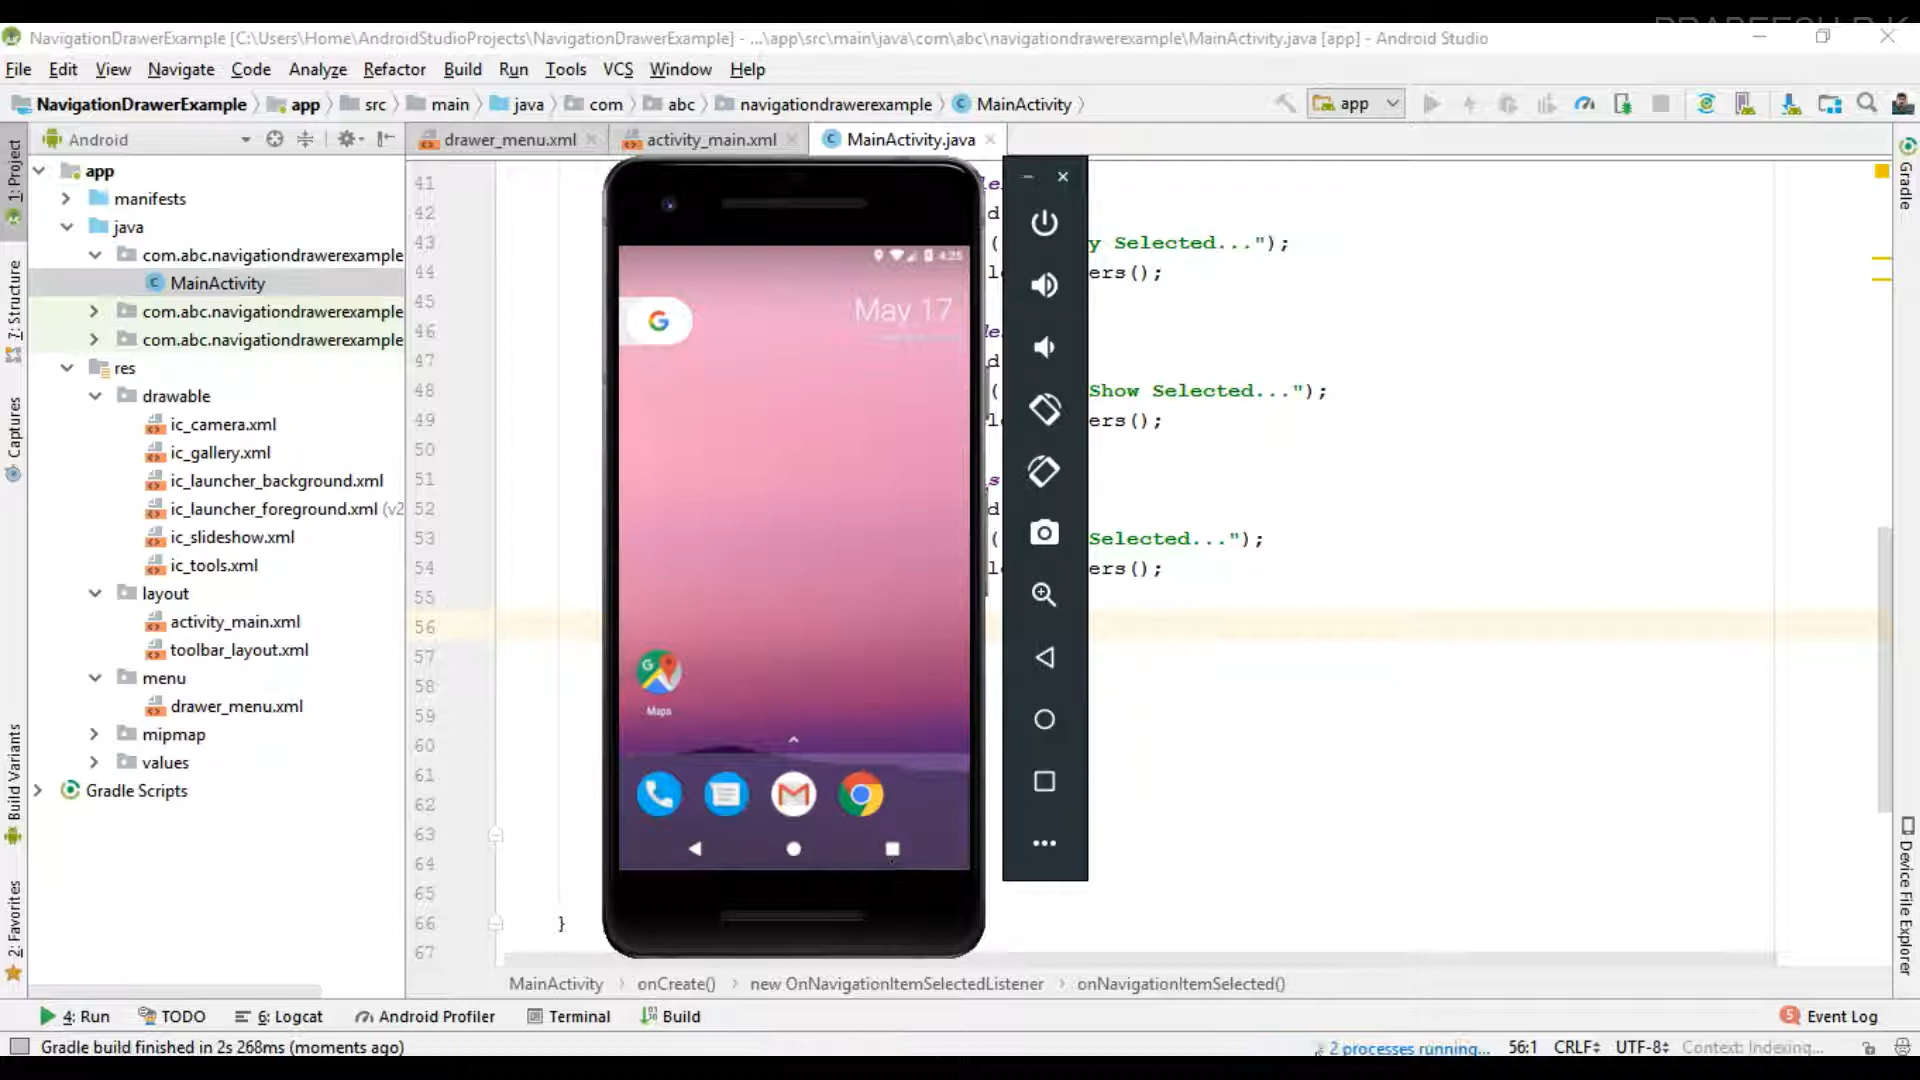 NavigationDrawerExample [C:\Users\Home\AndroidStudioProjects\NavigationDrawerExample] - ...\app\src\main\java\com\abc\navigationdrawerexample\MainActivity.java [app] - Android Studio
File Edit View Navigate Code Analyze Refactor Build Run Tools VCS Window Help
NavigationDrawerExample app src main java com abc navigationdrawerexample MainActivity app
Android drawer_menu.xml activity_main.xml MainActivity.java
1: Project
7: Structure
Captures
Build Variants
2: Favorites
app
manifests
java
com.abc.navigationdrawerexample
MainActivity
com.abc.navigationdrawerexample
com.abc.navigationdrawerexample
res
drawable
ic_camera.xml
ic_gallery.xml
ic_launcher_background.xml
ic_launcher_foreground.xml (v2
ic_slideshow.xml
ic_tools.xml
layout
activity_main.xml
toolbar_layout.xml
menu
drawer_menu.xml
mipmap
values
Gradle Scripts
41
42
43 y Selected...");
44 ers();
45
46
47
48 Show Selected...");
49 ers();
50
51
52
53 Selected...");
54 ers();
55
56
57
58
59
60
61
62
63
64
65
66 }
67
4:25
G
May 17
Maps
Gradle
Device File Explorer
MainActivity onCreate() new OnNavigationItemSelectedListener onNavigationItemSelected()
4: Run TODO 6: Logcat Android Profiler Terminal Build 5 Event Log
Gradle build finished in 2s 268ms (moments ago) 2 processes running... 56:1 CRLF UTF-8 Context: Indexing...